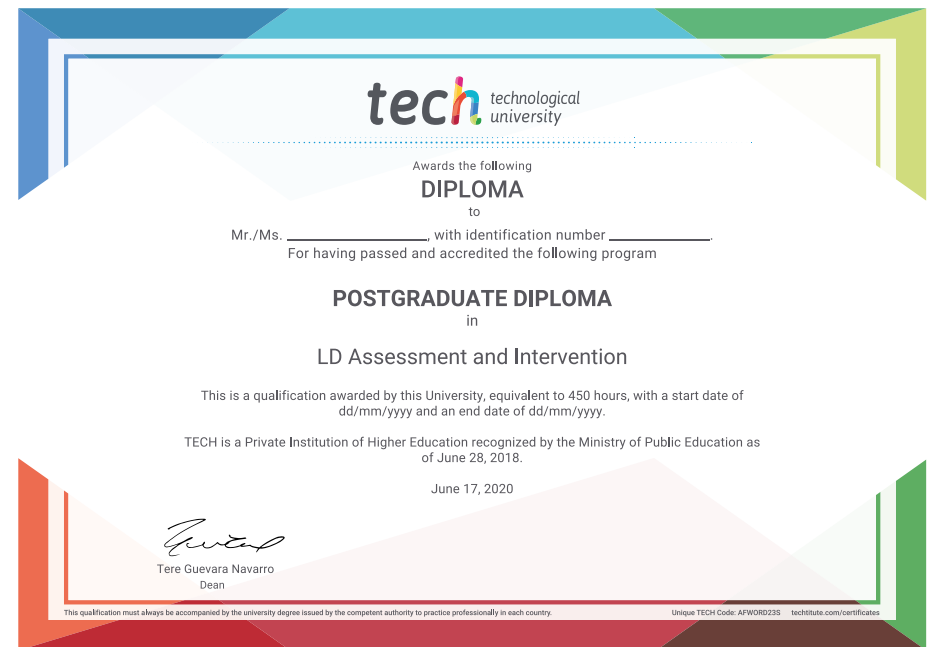 tech technological
university
Awards the following
DIPLOMA
to
Mr./Ms. ____________________, with identification number ______________.
For having passed and accredited the following program
POSTGRADUATE DIPLOMA
in
LD Assessment and Intervention
This is a qualification awarded by this University, equivalent to 450 hours, with a start date of
dd/mm/yyyy and an end date of dd/mm/yyyy.
TECH is a Private Institution of Higher Education recognized by the Ministry of Public Education as
of June 28, 2018.
June 17, 2020
Tere Guevara Navarro
Dean
This qualification must always be accompanied by the university degree issued by the competent authority to practice professionally in each country.
Unique TECH Code: AFWORD23S techtitute.com/certificates